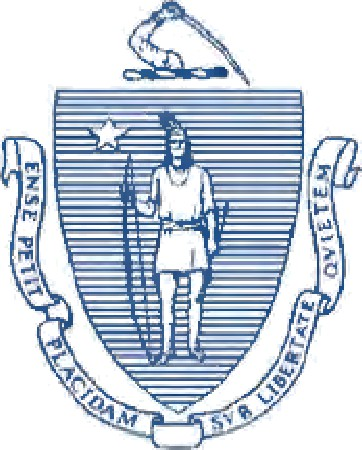 ENSE PETIT
PLACIDAM
SVB LIBERTATE
QVIETEM